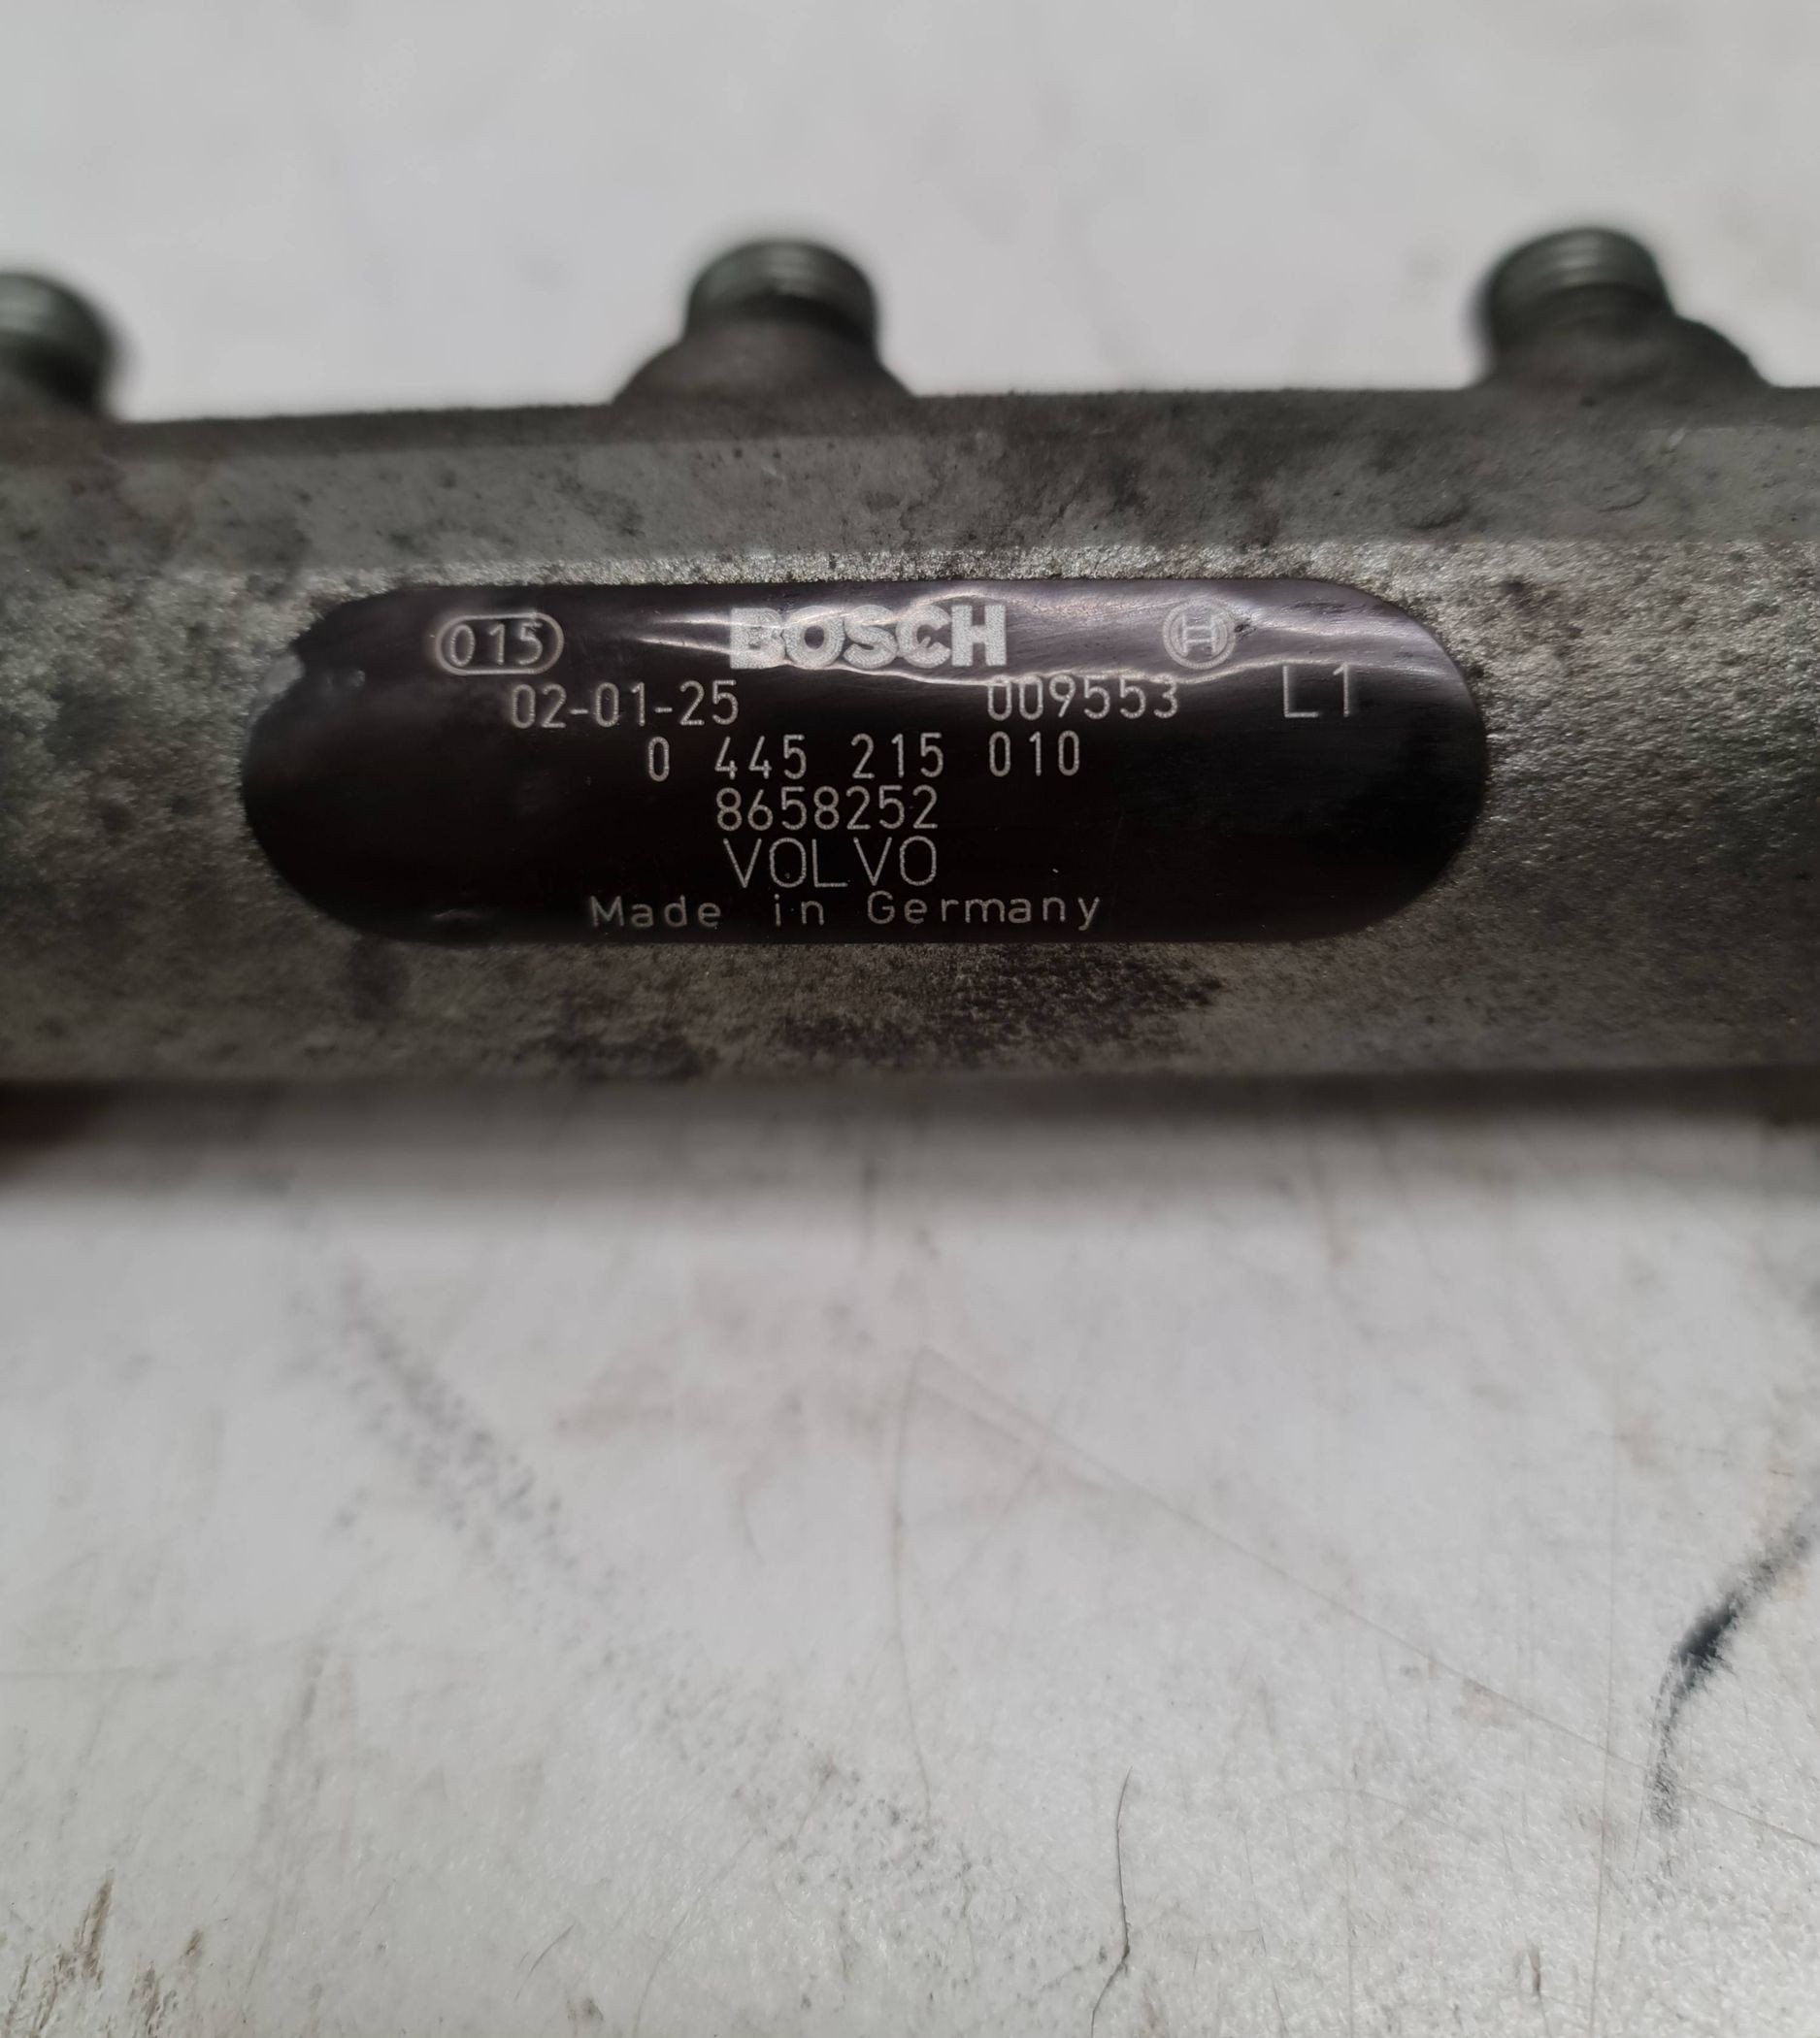 015 BOSCH
02-01-25 009553 L1
0 445 215 010
8658252
VOLVO
Made in Germany